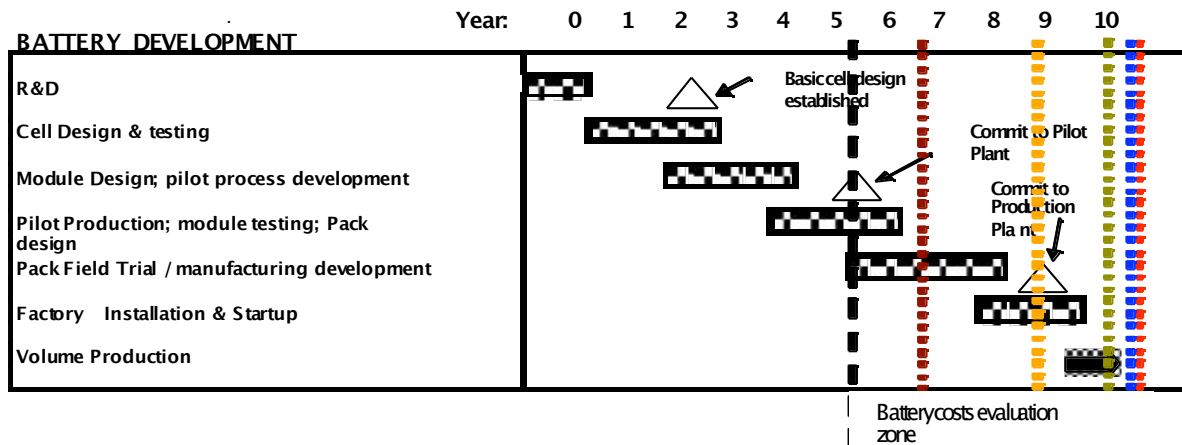 Year: 0 1 2 3 4 5 6 7 8 9 10
BATTERY DEVELOPMENT
R&D
Basic cell design
established
Cell Design & testing
Commit to Pilot
Plant
Module Design; pilot process development
Commit to
Production
Plant
Pilot Production; module testing; Pack
design
Pack Field Trial / manufacturing development
Factory Installation & Startup
Volume Production
Battery costs evaluation
zone